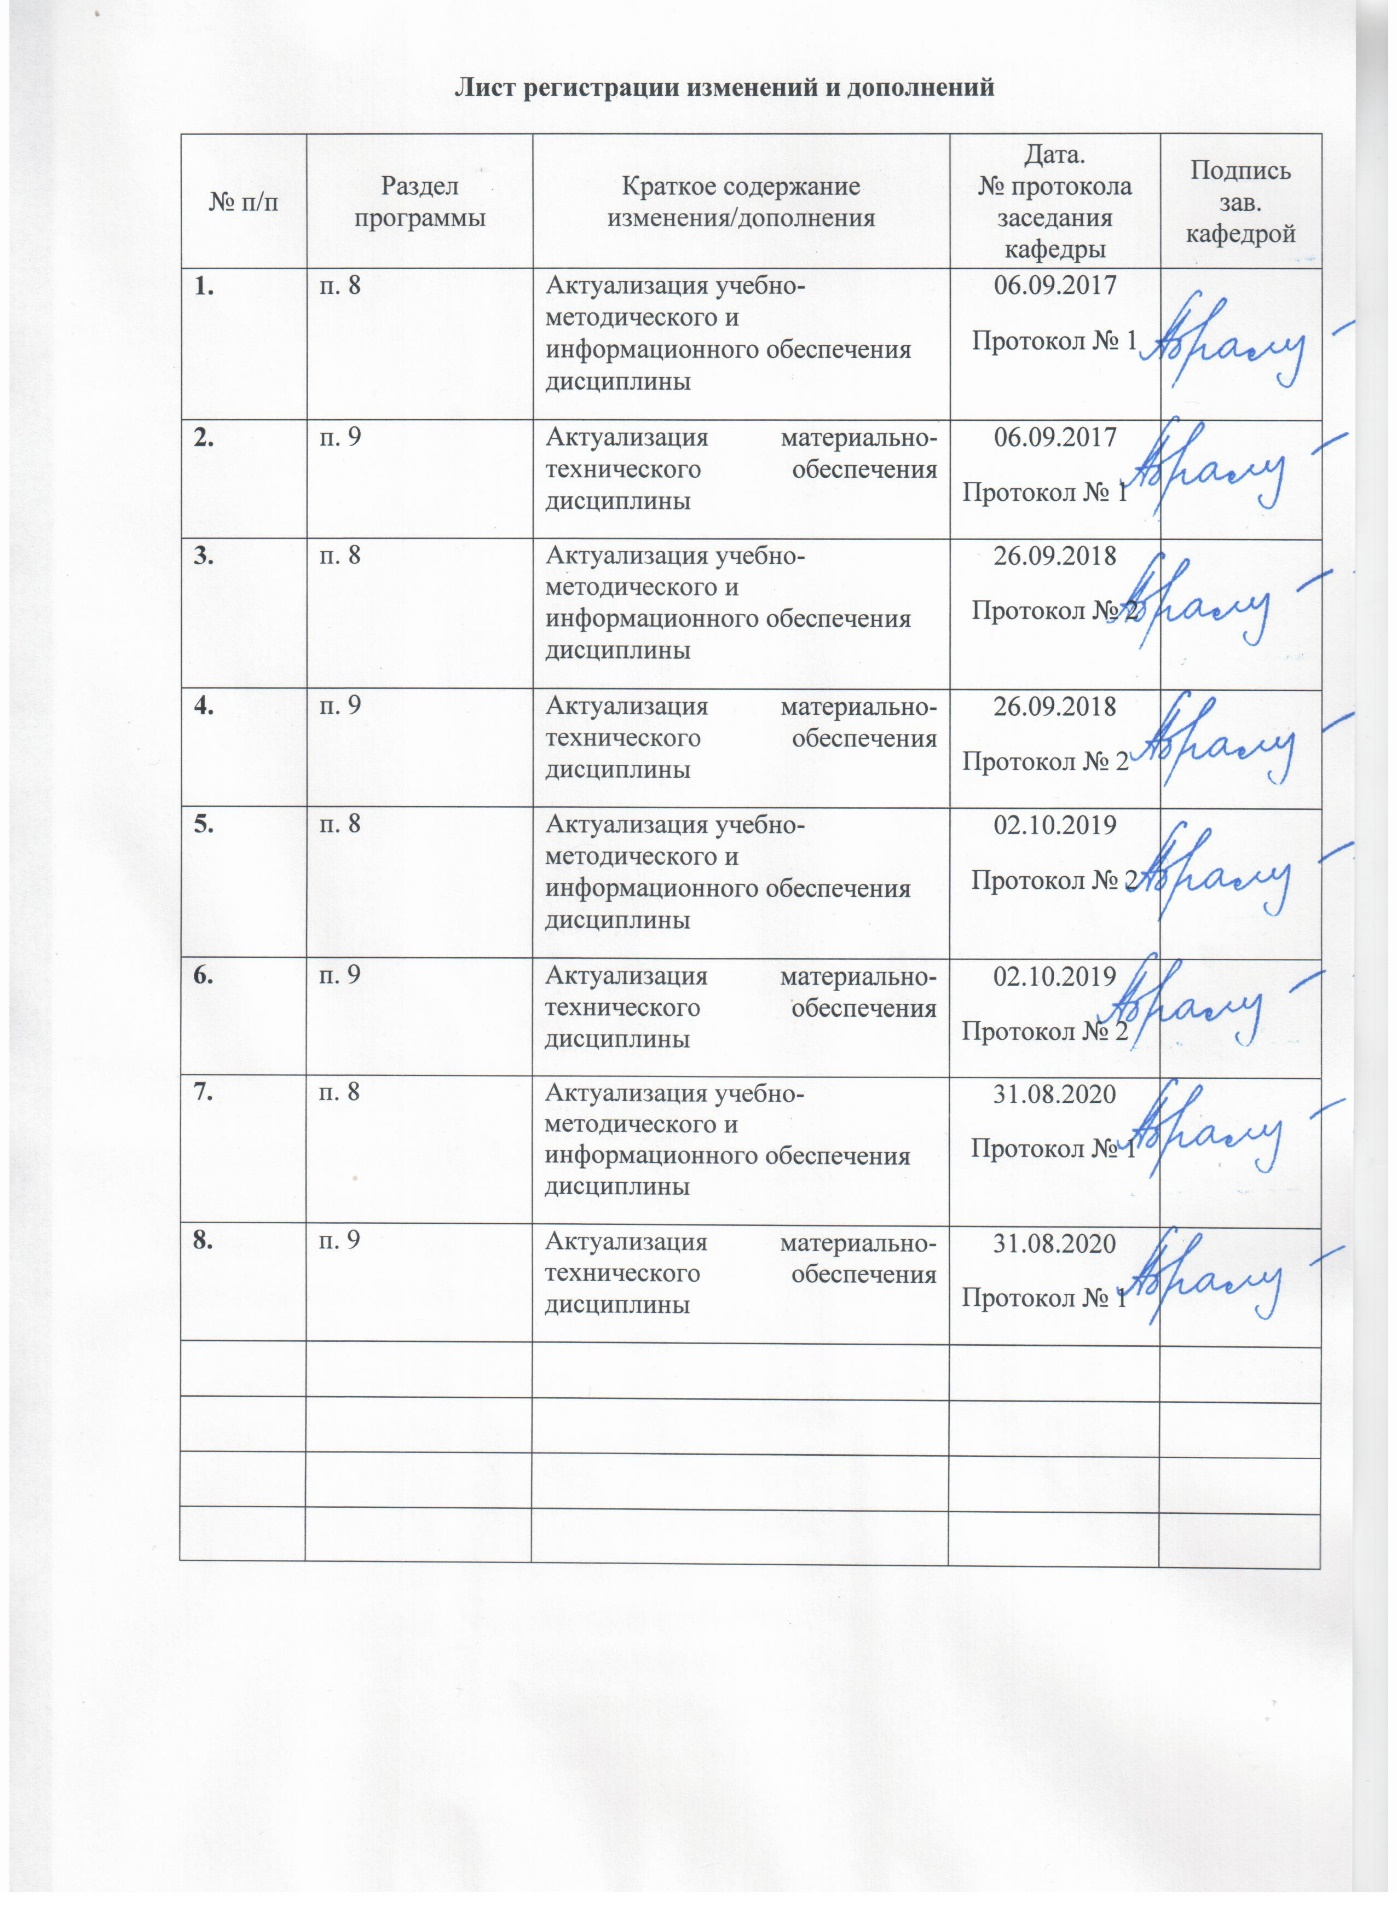 Лист регистрации изменений и дополнений
№ п/п
Раздел
программы
Краткое содержание
изменения/дополнения
Дата.
№ протокола
заседания
кафедры
Подпись
зав.
кафедрой
1.
п. 8
Актуализация учебно-
методического и
информационного обеспечения
дисциплины
06.09.2017
Протокол № 1
2.
п. 9
Актуализация материально-
технического обеспечения
дисциплины
06.09.2017
Протокол № 1
3.
п. 8
Актуализация учебно-
методического и
информационного обеспечения
дисциплины
26.09.2018
Протокол № 2
4.
п. 9
Актуализация материально-
технического обеспечения
дисциплины
26.09.2018
Протокол № 2
5.
п. 8
Актуализация учебно-
методического и
информационного обеспечения
дисциплины
02.10.2019
Протокол № 2
6.
п. 9
Актуализация материально-
технического обеспечения
дисциплины
02.10.2019
Протокол № 2
7.
п. 8
Актуализация учебно-
методического и
информационного обеспечения
дисциплины
31.08.2020
Протокол № 1
8.
п. 9
Актуализация материально-
технического обеспечения
дисциплины
31.08.2020
Протокол № 1